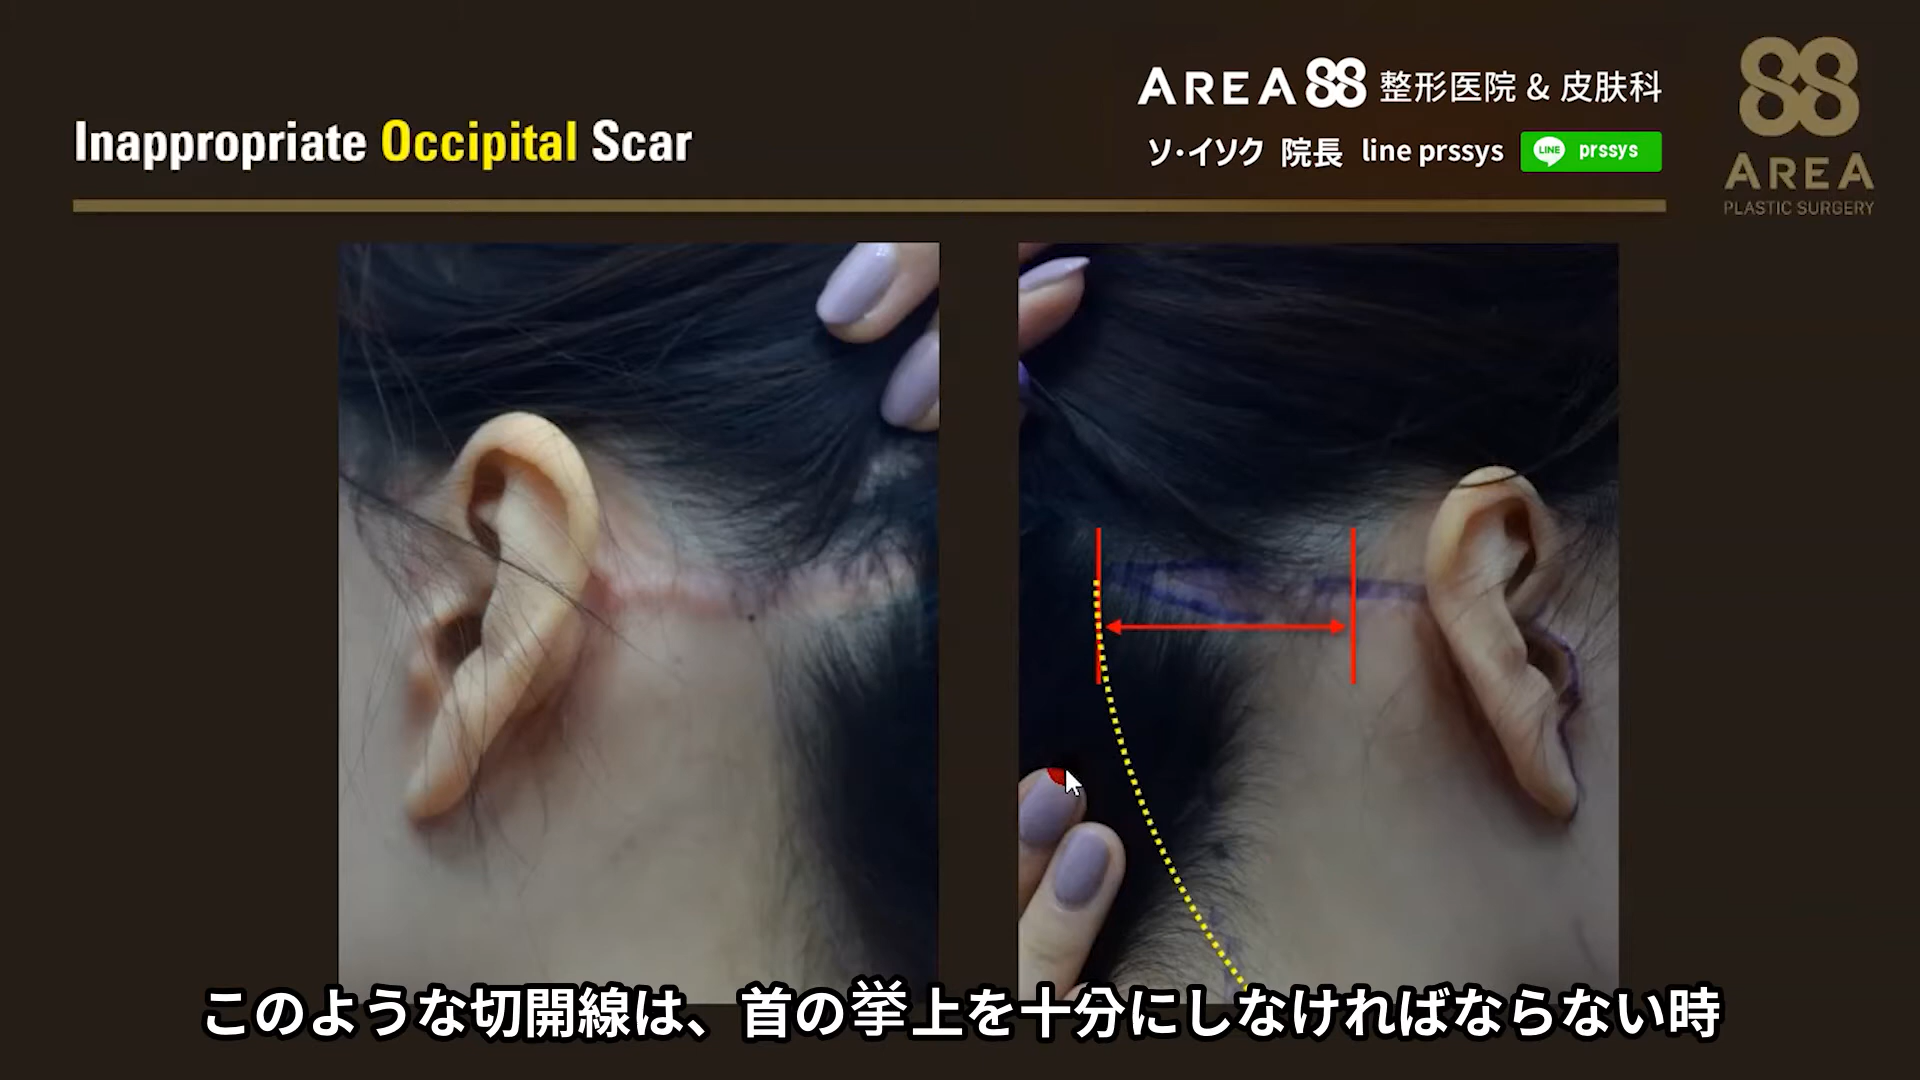 Inappropriate Occipital Scar
AREA 88 整形医院 & 皮肤科
ソ·イソク 院長 line prssys
LINE prssys
88
AREA
PLASTIC SURGERY
このような切開線は、首の挙上を十分にしなければならない時